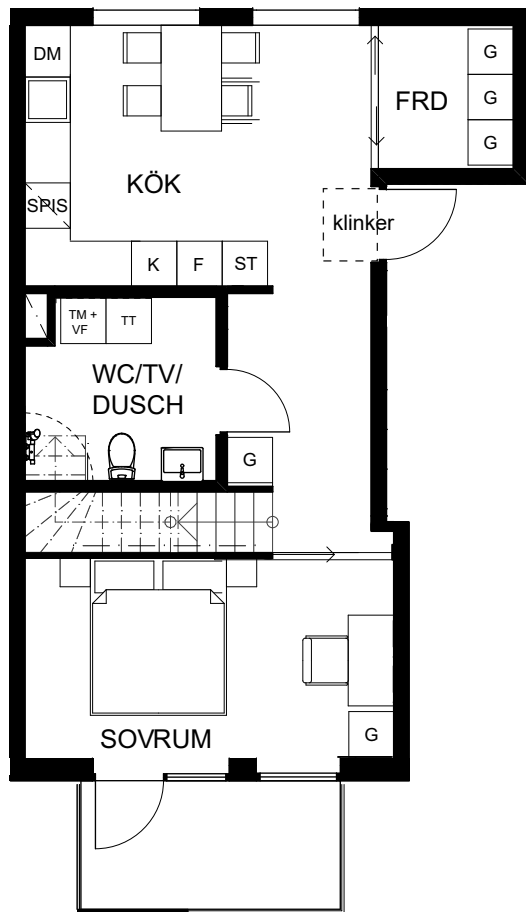 DM
G
G
FRD
G
KÖK
SPIS
klinker
K
F
ST
TM +
VF
TT
WC/TV/
DUSCH
G
G
SOVRUM